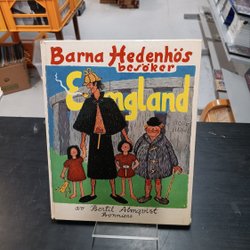 Barna Hedenhös
besöker
England
av Bertil Almqvist
Bonniers